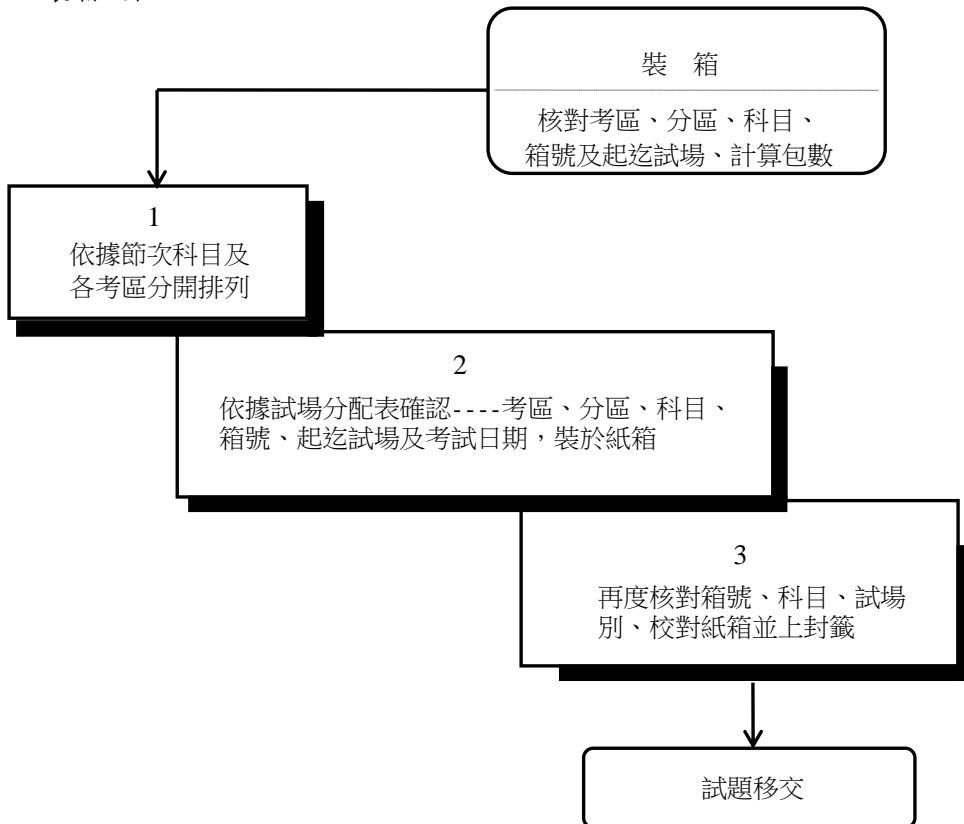 裝 箱
核對考區、分區、科目、
箱號及起迄試場、計算包數
1
依據節次科目及
各考區分開排列
2
依據試場分配表確認----考區、分區、科目、
箱號、起迄試場及考試日期，裝於紙箱
3
再度核對箱號、科目、試場
別、校對紙箱並上封籤
試題移交